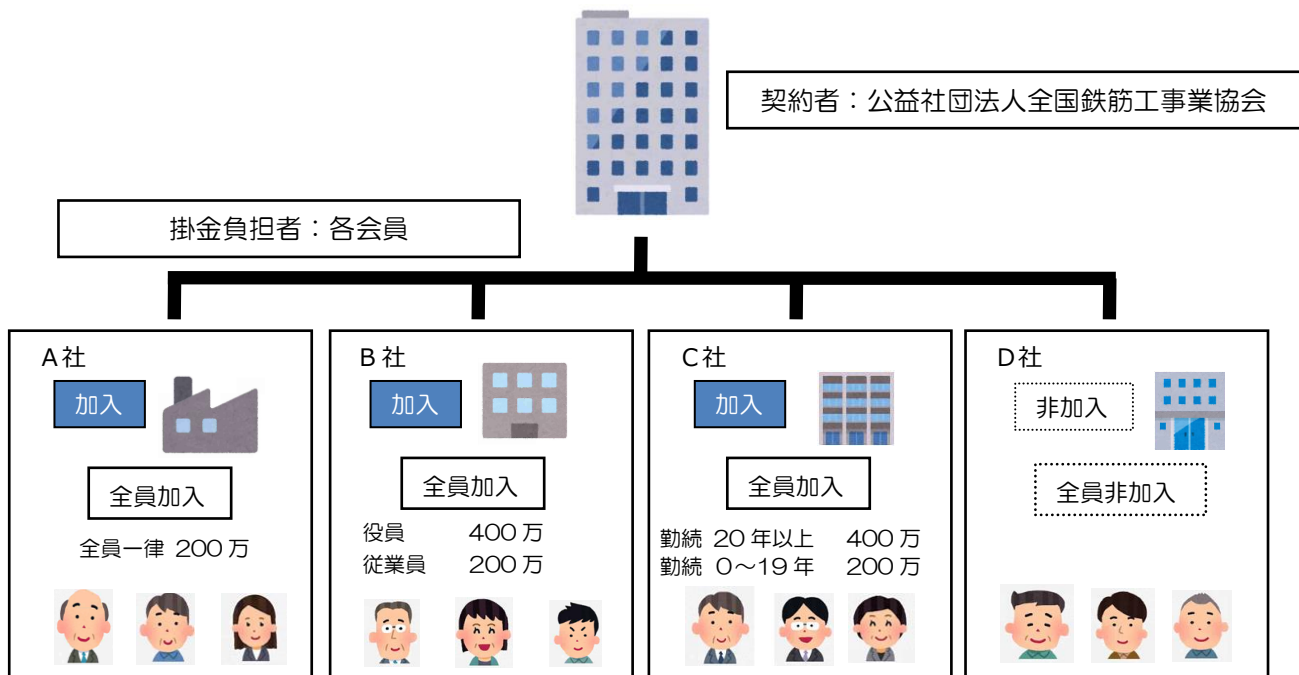 契約者：公益社団法人全国鉄筋工事業協会
掛金負担者：各会員
A社
加入
全員加入
全員一律 200万
B社
加入
全員加入
役員 400万
従業員 200万
C社
加入
全員加入
勤続 20年以上 400万
勤続 0～19年 200万
D社
非加入
全員非加入